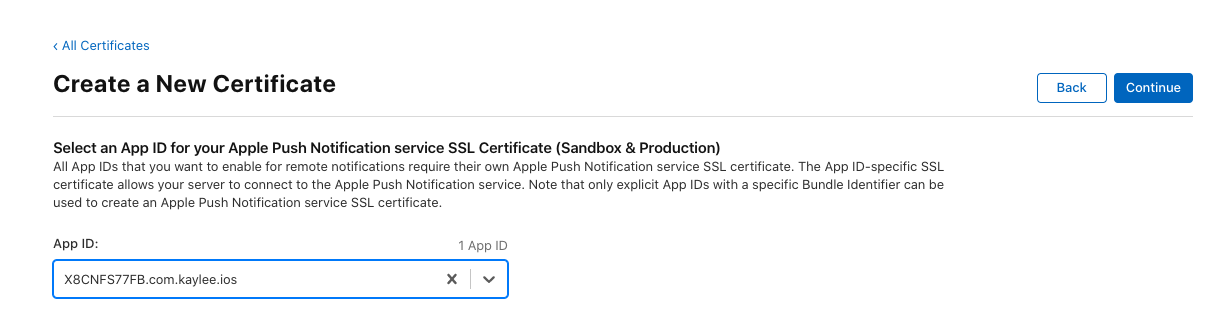 ‹ All Certificates
Create a New Certificate
Back
Continue
Select an App ID for your Apple Push Notification service SSL Certificate (Sandbox & Production)
All App IDs that you want to enable for remote notifications require their own Apple Push Notification service SSL certificate. The App ID-specific SSL
certificate allows your server to connect to the Apple Push Notification service. Note that only explicit App IDs with a specific Bundle Identifier can be
used to create an Apple Push Notification service SSL certificate.
App ID:
1 App ID
X8CNFS77FB.com.kaylee.ios